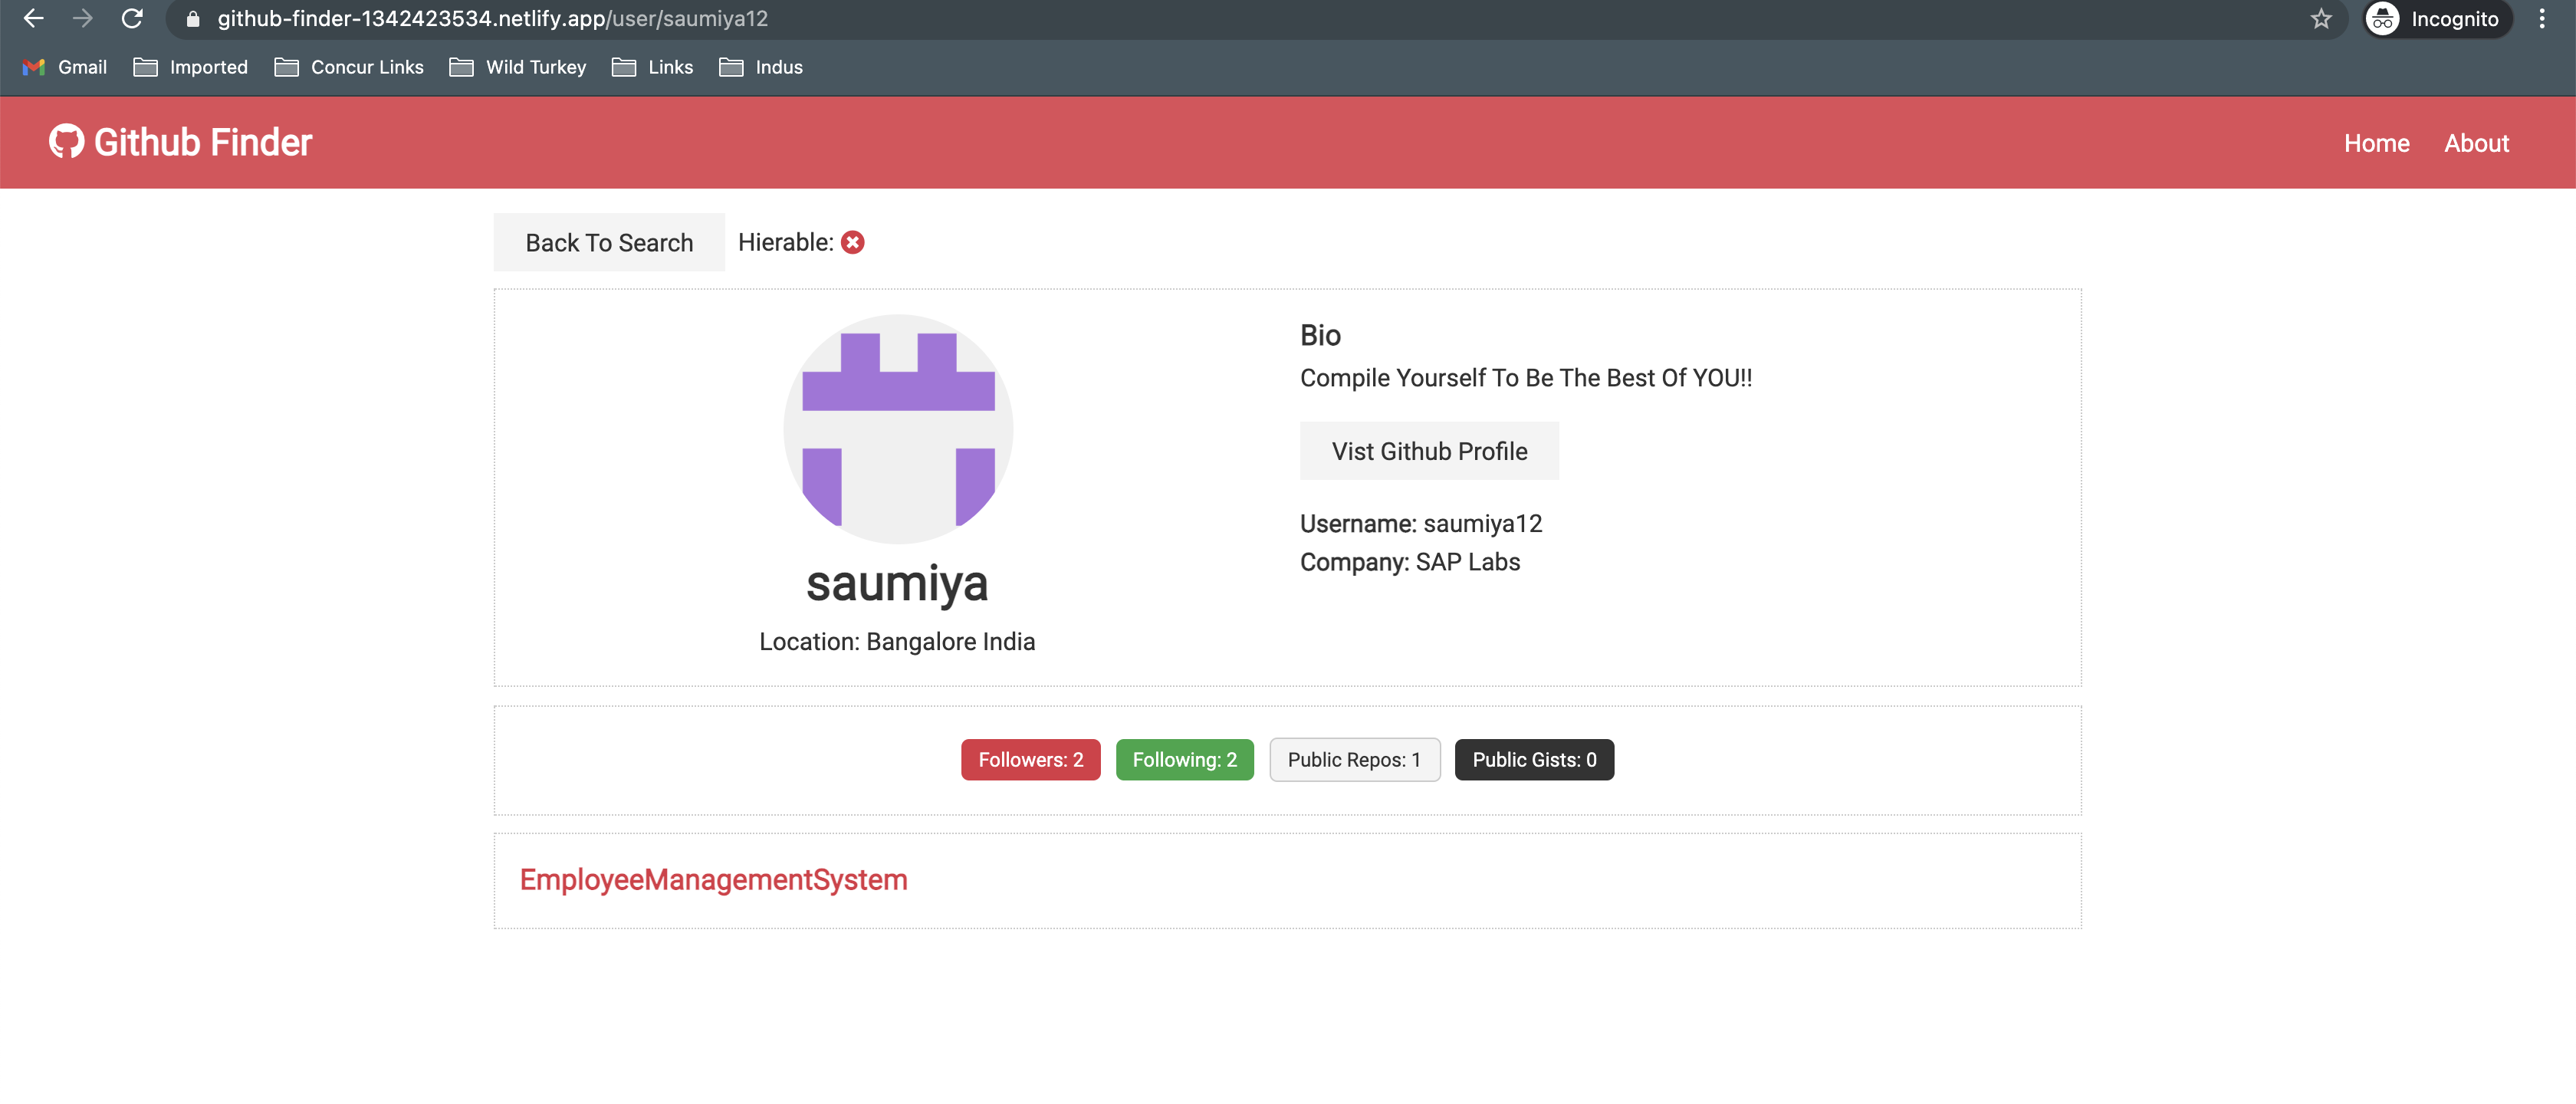 github-finder-1342423534.netlify.app/user/saumiya12
Incognito
Gmail Imported Concur Links Wild Turkey Links Indus
Github Finder
Home About
Back To Search Hierable:
Bio
Compile Yourself To Be The Best Of YOU!!
Vist Github Profile
Username: saumiya12
Company: SAP Labs
saumiya
Location: Bangalore India
Followers: 2 Following: 2 Public Repos: 1 Public Gists: 0
EmployeeManagementSystem